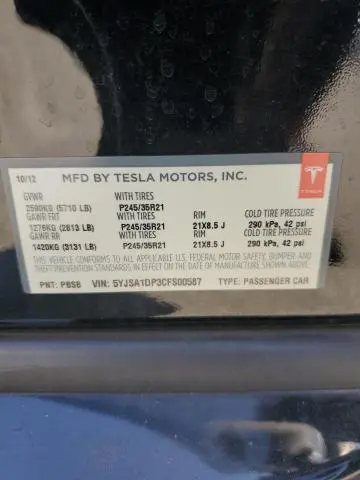 10/12 MFD BY TESLA MOTORS, INC.
TESLA
GVWR WITH TIRES
2590KG (5710 LB) P245/35R21
GAWR FRT WITH TIRES RIM COLD TIRE PRESSURE
1276KG (2813 LB) P245/35R21 21X8.5 J 290 kPa, 42 psi
GAWR RR WITH TIRES RIM COLD TIRE PRESSURE
1420KG (3131 LB) P245/35R21 21X8.5 J 290 kPa, 42 psi
THIS VEHICLE CONFORMS TO ALL APPLICABLE U.S. FEDERAL MOTOR SAFETY, BUMPER, AND
THEFT PREVENTION STANDARDS IN EFFECT ON THE DATE OF MANUFACTURE SHOWN ABOVE.
PNT: PBSB VIN: 5YJSA1DP3CFS00587 TYPE: PASSENGER CAR